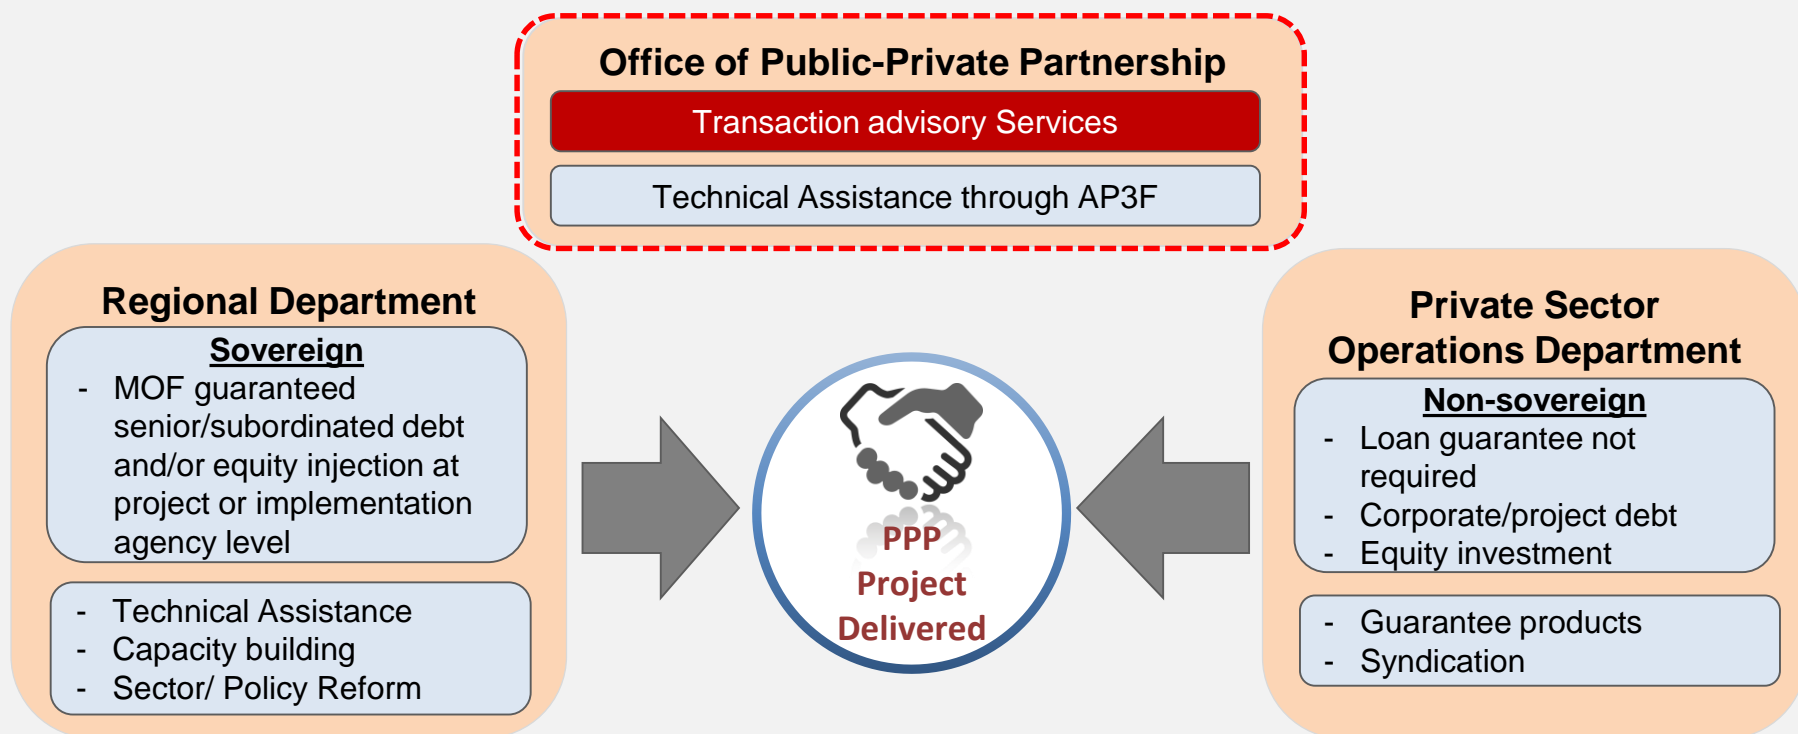 Office of Public-Private Partnership
Transaction advisory Services
Technical Assistance through AP3F
Regional Department
Sovereign
- MOF guaranteed
senior/subordinated debt
and/or equity injection at
project or implementation
agency level
- Technical Assistance
- Capacity building
- Sector/ Policy Reform
PPP
Project
Delivered
Private Sector
Operations Department
Non-sovereign
- Loan guarantee not
required
- Corporate/project debt
- Equity investment
- Guarantee products
- Syndication